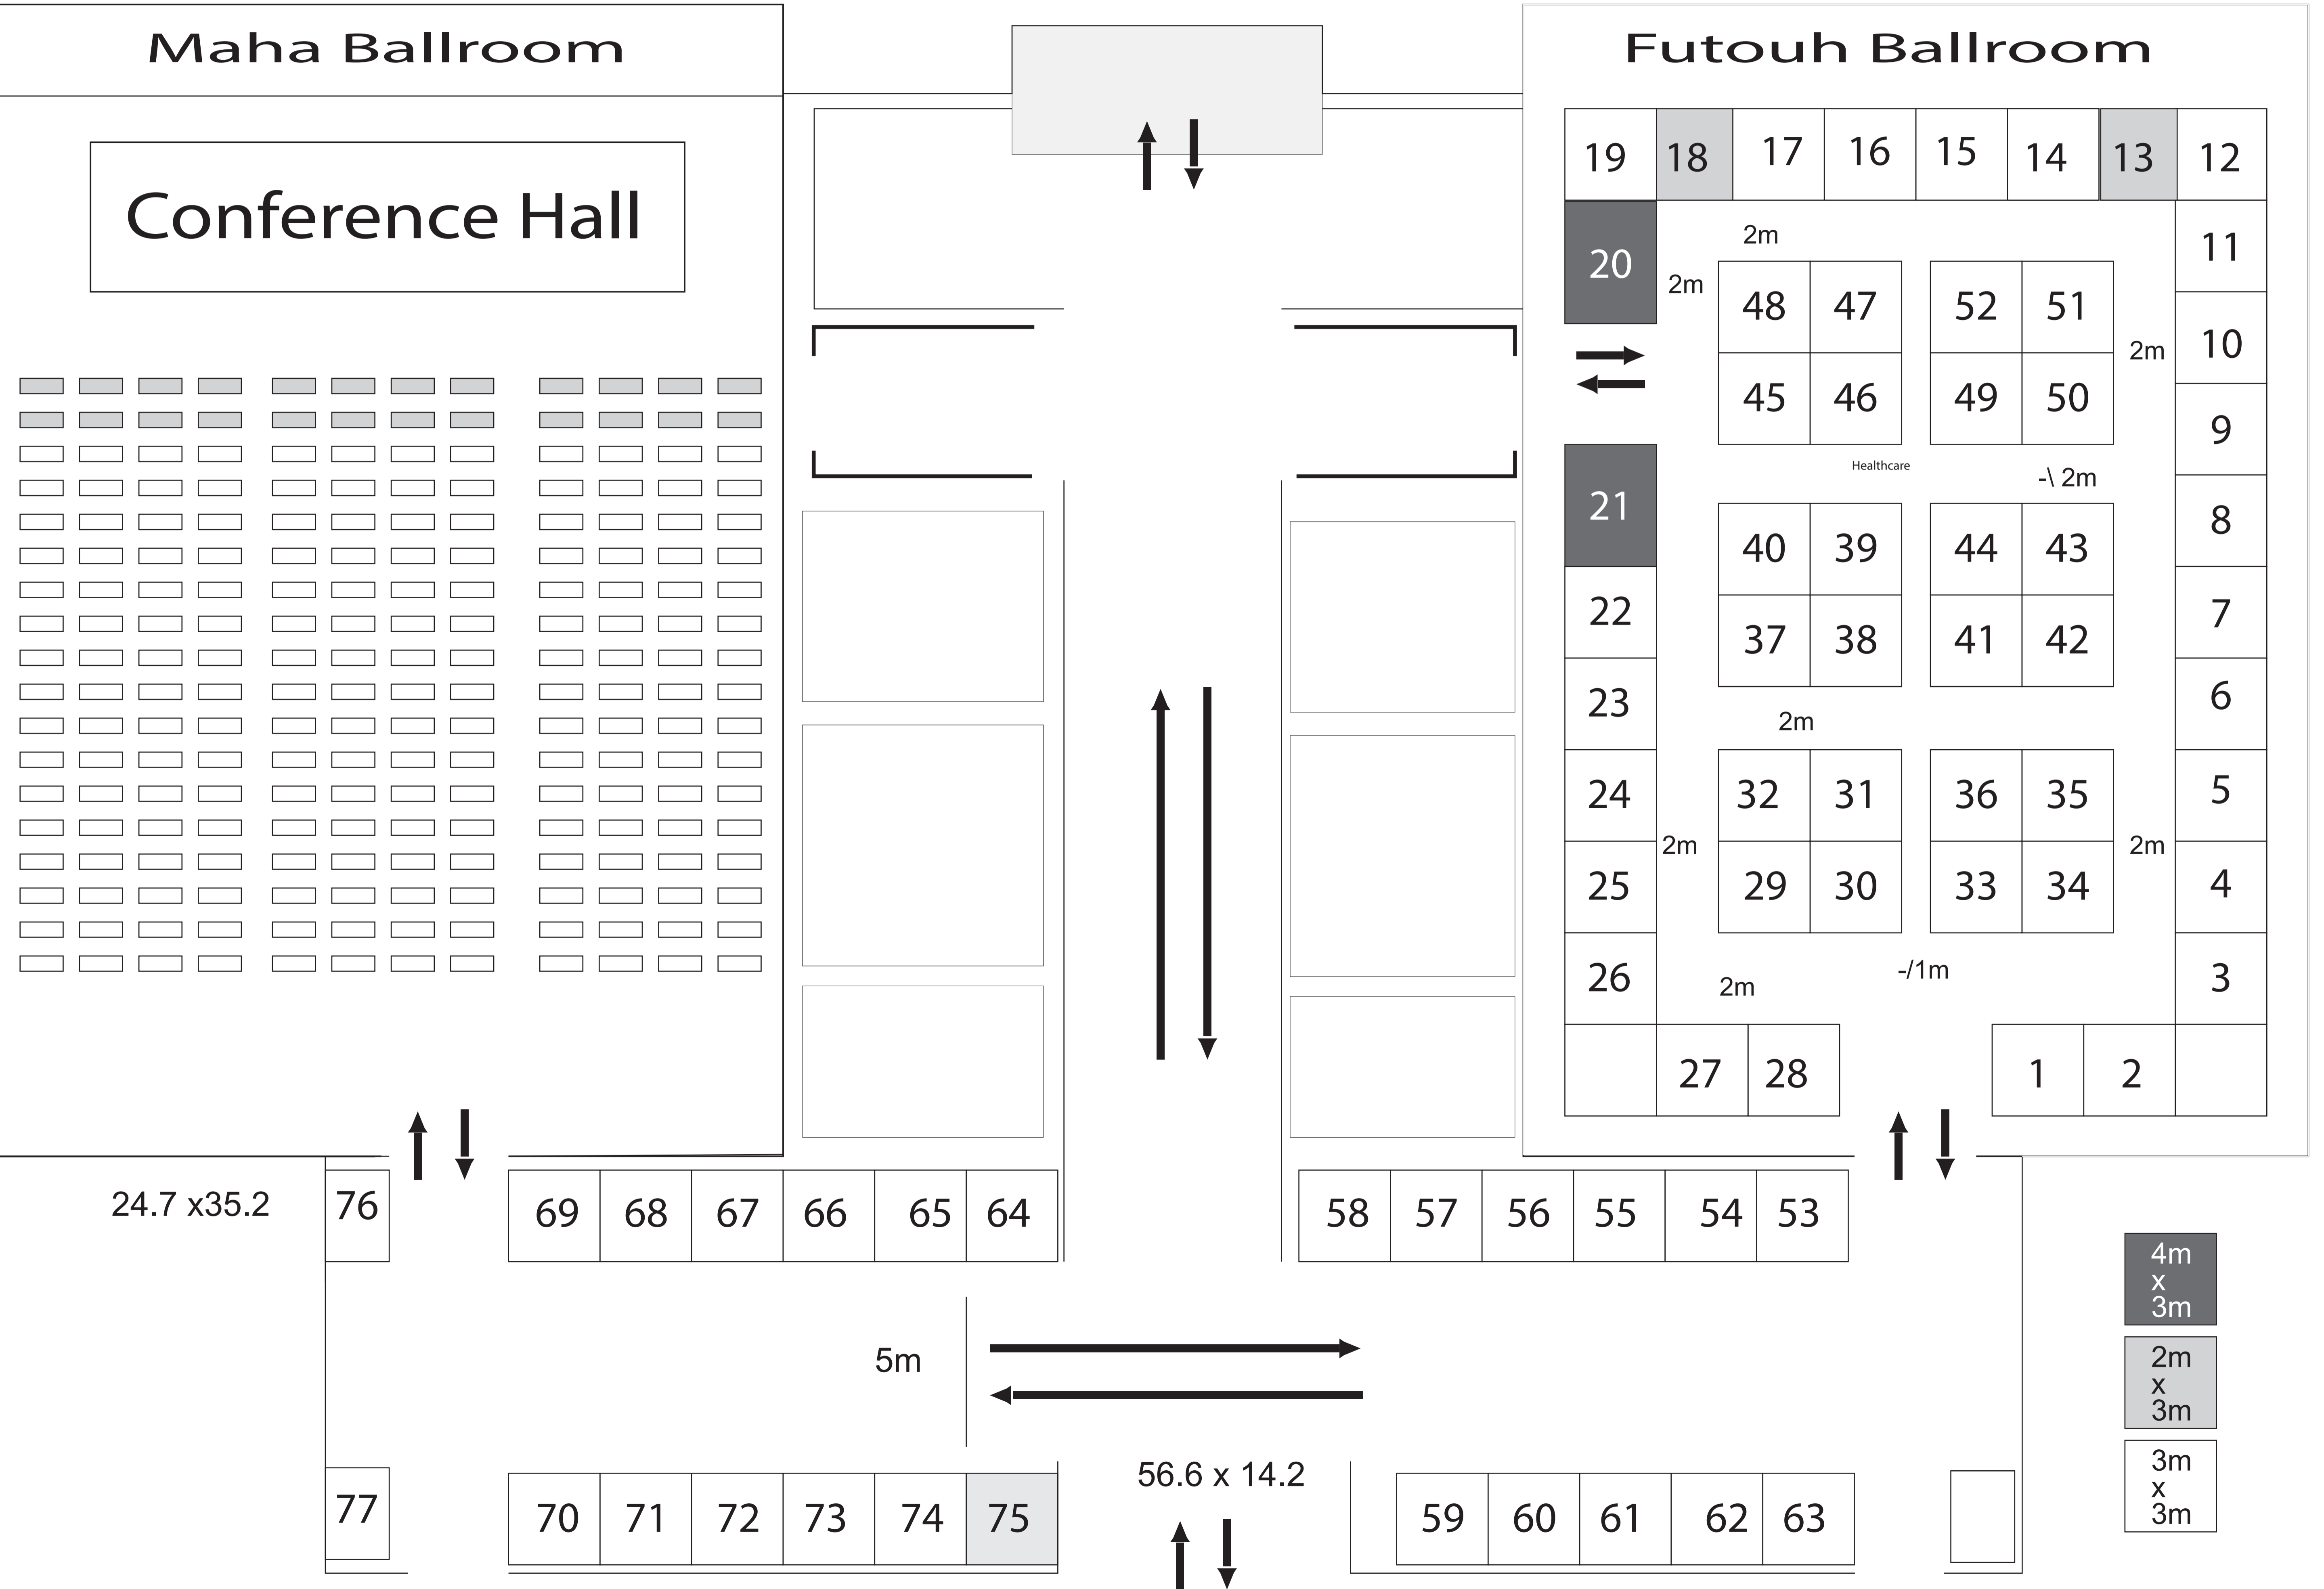 Maha Ballroom
Futouh Ballroom
Conference Hall
19 18 17 16 15 14 13 12
20
2m
11
2m
48 47 52 51
10
2m
45 46 49 50
9
Healthcare
-\ 2m
21
8
40 39 44 43
22
7
37 38 41 42
23
6
2m
24
32 31 36 35
5
2m
2m
25
29 30 33 34
4
26
-/1m
3
2m
27 28 1 2
24.7 x35.2
76
69 68 67 66 65 64
58 57 56 55 54 53
4m
x
3m
5m
2m
x
3m
56.6 x 14.2
3m
x
3m
77
70 71 72 73 74 75
59 60 61 62 63